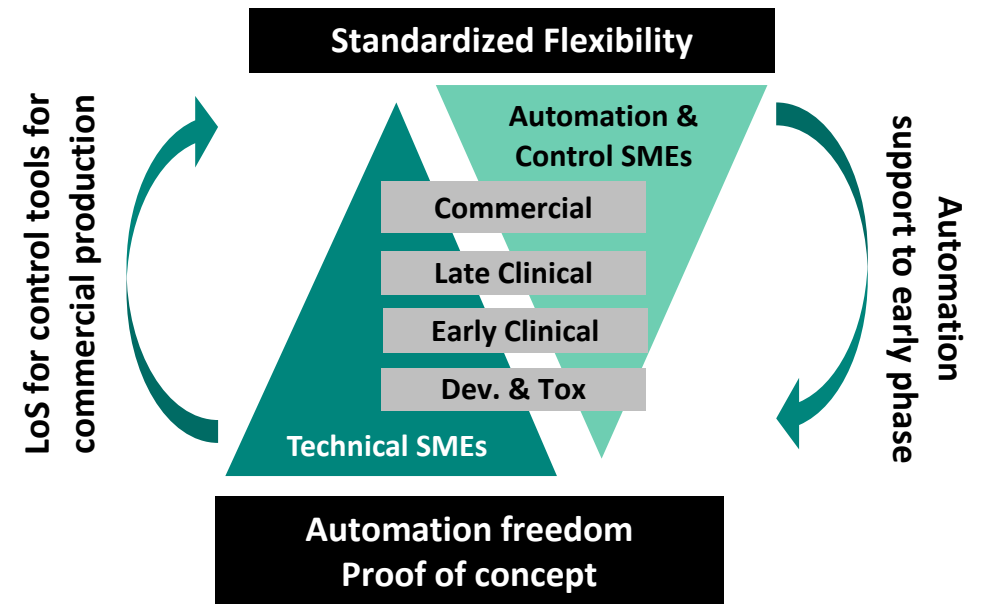 Standardized Flexibility
LoS for control tools for
commercial production
Automation &
Control SMEs
Commercial
Late Clinical
Early Clinical
Dev. & Tox
Technical SMEs
Automation
support to early phase
Automation freedom
Proof of concept